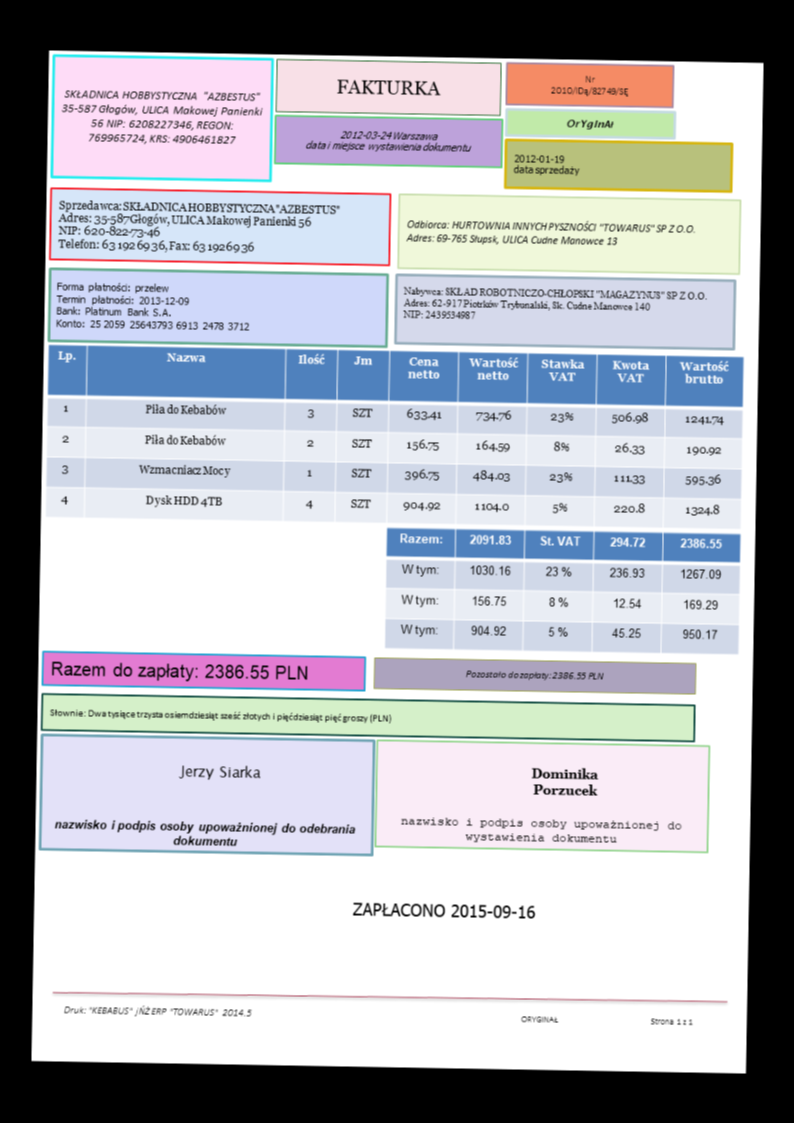 SKŁADNICA HOBBYSTYCZNA "AZBESTUS"
35-587 Głogów, ULICA Makowej Panienki
56 NIP: 6208227346, REGON:
769965724, KRS: 4906461827
FAKTURKA
2012-03-24 Warszawa
data i miejsce wystawienia dokumentu
Nr
2010/IDą/82749/SĘ
OrYgInAł
2012-01-19
data sprzedaży
Sprzedawca: SKŁADNICA HOBBYSTYCZNA "AZBESTUS"
Adres: 35-587 Głogów, ULICA Makowej Panienki 56
NIP: 620-822-73-46
Telefon: 63 192 69 36, Fax: 63 192 69 36
Odbiorca: HURTOWNIA INNYCH PYSZNOŚCI "TOWARUS" SP Z O.O.
Adres: 69-765 Słupsk, ULICA Cudne Manowce 13
Forma płatności: przelew
Termin płatności: 2013-12-09
Bank: Platinum Bank S.A.
Konto: 25 2059 25643793 6913 2478 3712
Nabywca: SKŁAD ROBOTNICZO-CHŁOPSKI "MAGAZYNUS" SP Z O.O.
Adres: 62-917 Piotrków Trybunalski, Sk. Cudne Manowce 140
NIP: 2439534987
Lp. Nazwa Ilość Jm Cena netto Wartość netto Stawka VAT Kwota VAT Wartość brutto
1 Piła do Kebabów 3 SZT 633.41 734.76 23% 506.98 1241.74
2 Piła do Kebabów 2 SZT 156.75 164.59 8% 26.33 190.92
3 Wzmacniacz Mocy 1 SZT 396.75 484.03 23% 111.33 595.36
4 Dysk HDD 4TB 4 SZT 904.92 1104.0 5% 220.8 1324.8
Razem: 2091.83 St. VAT 294.72 2386.55
W tym: 1030.16 23 % 236.93 1267.09
W tym: 156.75 8 % 12.54 169.29
W tym: 904.92 5 % 45.25 950.17
Razem do zapłaty: 2386.55 PLN
Pozostało do zapłaty: 2386.55 PLN
Słownie: Dwa tysiące trzysta osiemdziesiąt sześć złotych i pięćdziesiąt pięć groszy (PLN)
Jerzy Siarka
nazwisko i podpis osoby upoważnionej do odebrania
dokumentu
Dominika
Porzucek
nazwisko i podpis osoby upoważnionej do
wystawienia dokumentu
ZAPŁACONO 2015-09-16
Druk: "KEBABUS" jŃŻ ERP "TOWARUS" 2014.5
ORYGINAŁ
Strona 1 z 1